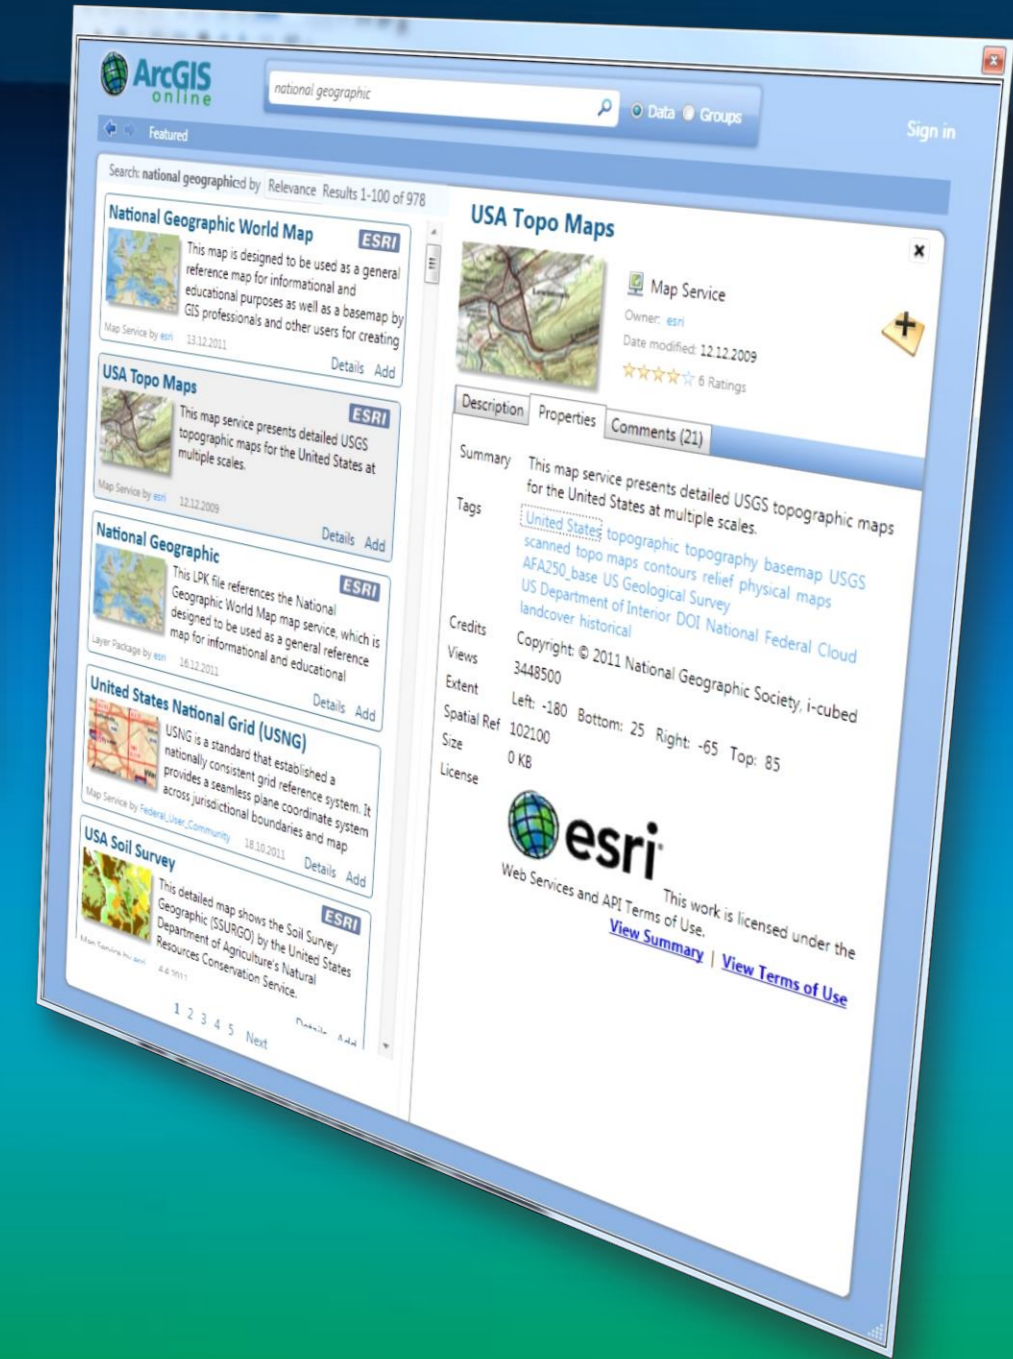 ArcGIS
online
national geographic
Data Groups
Sign in
Featured
Search: national geographic ed by Relevance Results 1-100 of 978
National Geographic World Map
ESRI
This map is designed to be used as a general
reference map for informational and
educational purposes as well as a basemap by
GIS professionals and other users for creating
Map Service by esri 13.12.2011
Details Add
USA Topo Maps
ESRI
This map service presents detailed USGS
topographic maps for the United States at
multiple scales.
Map Service by esri 12.12.2009
Details Add
National Geographic
ESRI
This LPK file references the National
Geographic World Map map service, which is
designed to be used as a general reference
map for informational and educational
Layer Package by esri 16.12.2011
Details Add
United States National Grid (USNG)
USNG is a standard that established a
nationally consistent grid reference system. It
provides a seamless plane coordinate system
across jurisdictional boundaries and map
Map Service by Federal_User_Community 18.10.2011
Details Add
USA Soil Survey
ESRI
This detailed map shows the Soil Survey
Geographic (SSURGO) by the United States
Department of Agriculture's Natural
Resources Conservation Service.
Map Service by esri 4.4.2011
Details Add
1 2 3 4 5 Next
USA Topo Maps
Map Service
Owner: esri
Date modified: 12.12.2009
6 Ratings
Description Properties Comments (21)
Summary This map service presents detailed USGS topographic maps
for the United States at multiple scales.
Tags United States topographic topography basemap USGS
scanned topo maps contours relief physical maps
AFA250_base US Geological Survey
US Department of Interior DOI National Federal Cloud
landcover historical
Credits Copyright: © 2011 National Geographic Society, i-cubed
Views 3448500
Extent Left: -180 Bottom: 25 Right: -65 Top: 85
Spatial Ref 102100
Size 0 KB
License
esri
This work is licensed under the
Web Services and API Terms of Use.
View Summary | View Terms of Use